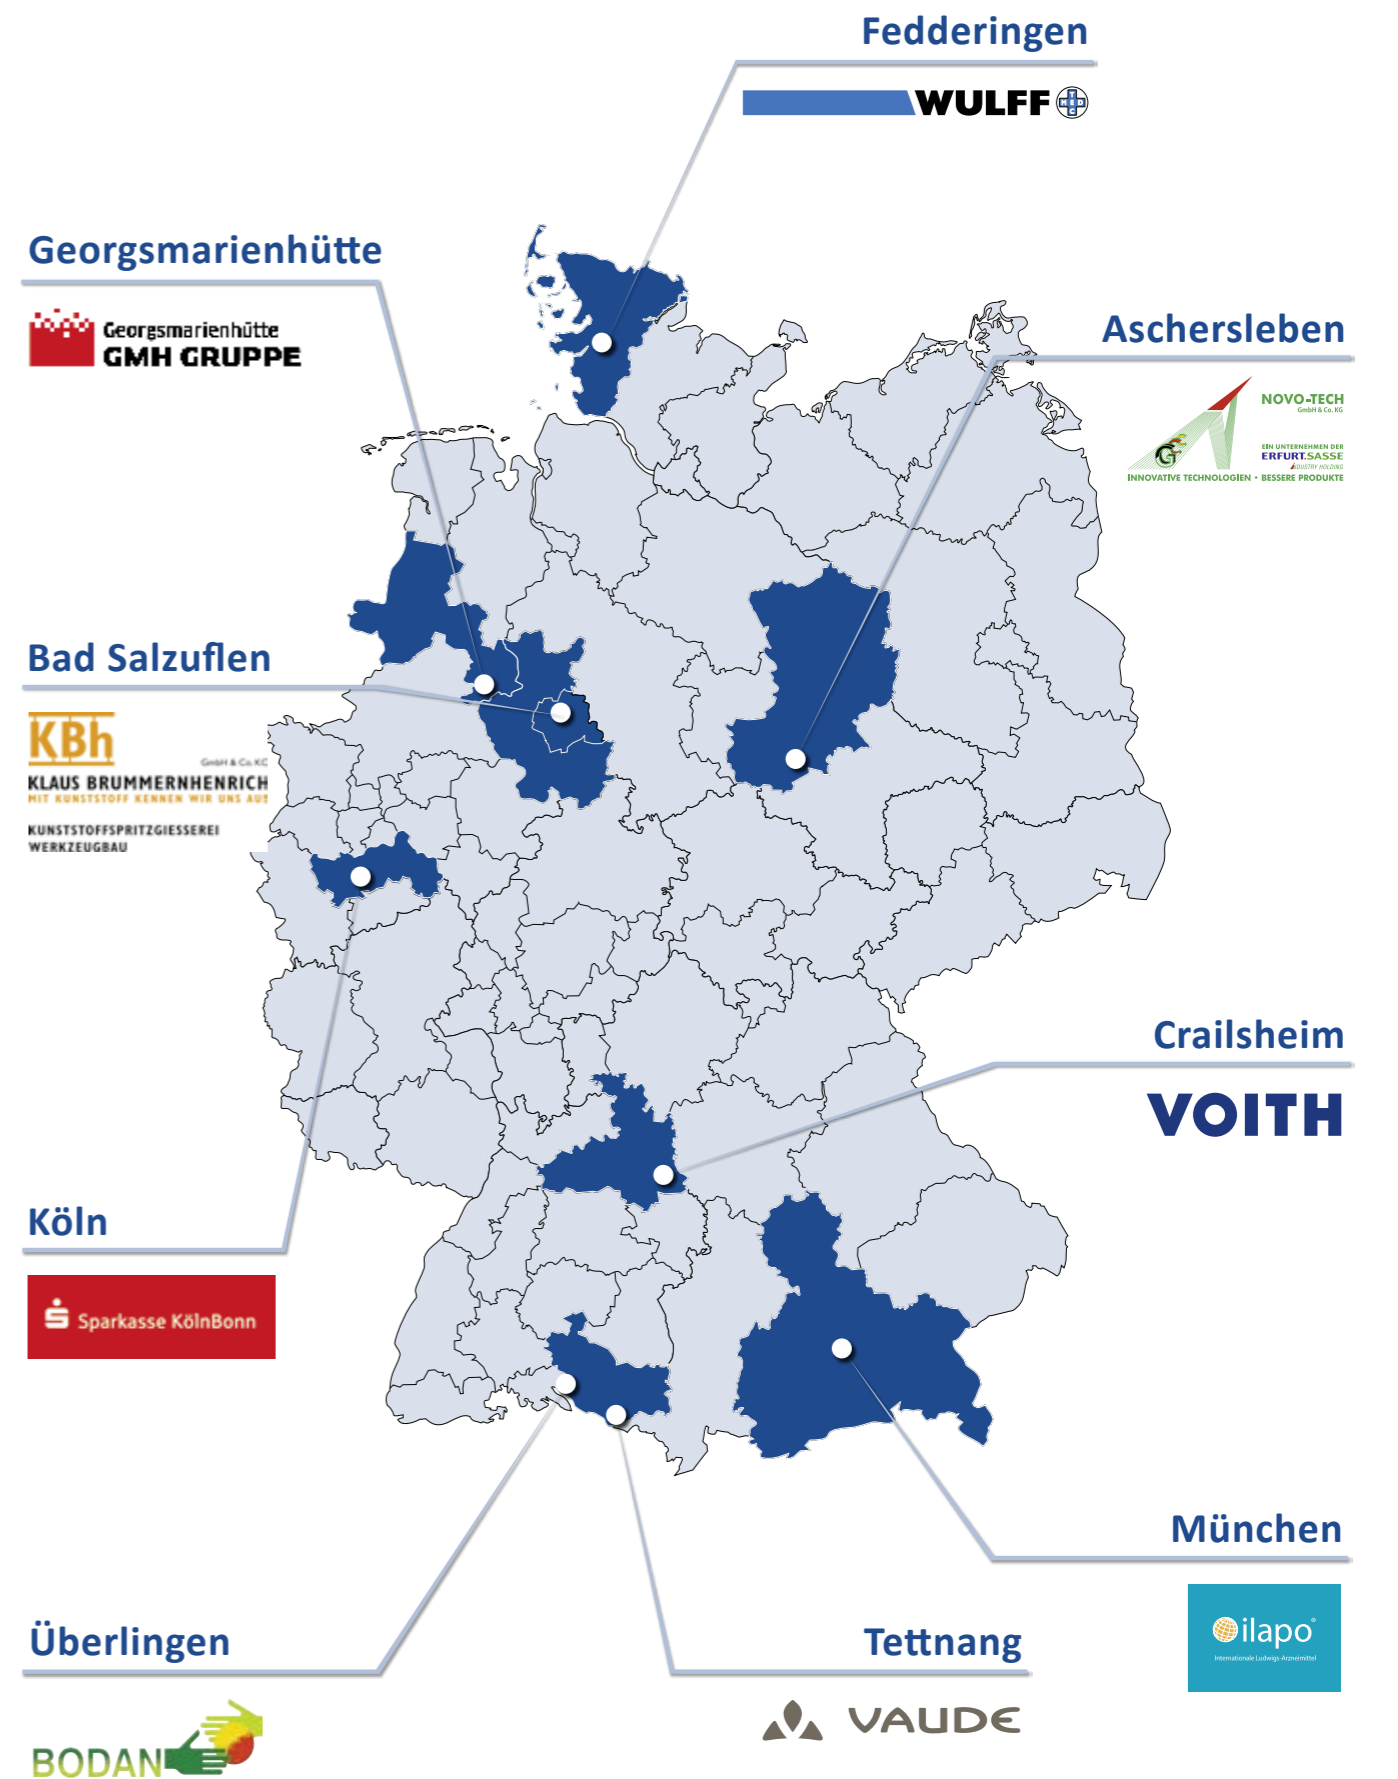 Fedderingen
WULFF
MED
TEC
Georgsmarienhütte
Georgsmarienhütte
GMH GRUPPE
Aschersleben
NOVO-TECH
GmbH & Co. KG
EIN UNTERNEHMEN DER
ERFURT.SASSE
INDUSTRY HOLDING
INNOVATIVE TECHNOLOGIEN • BESSERE PRODUKTE
Bad Salzuflen
KBh
GmbH & Co. KG
KLAUS BRUMMERNHENRICH
MIT KUNSTSTOFF KENNEN WIR UNS AUS
KUNSTSTOFFSPRITZGIESSEREI
WERKZEUGBAU
Crailsheim
VOITH
Köln
Sparkasse KölnBonn
München
ilapo®
Internationale Ludwigs-Arzneimittel
Überlingen
BODAN
Tettnang
VAUDE